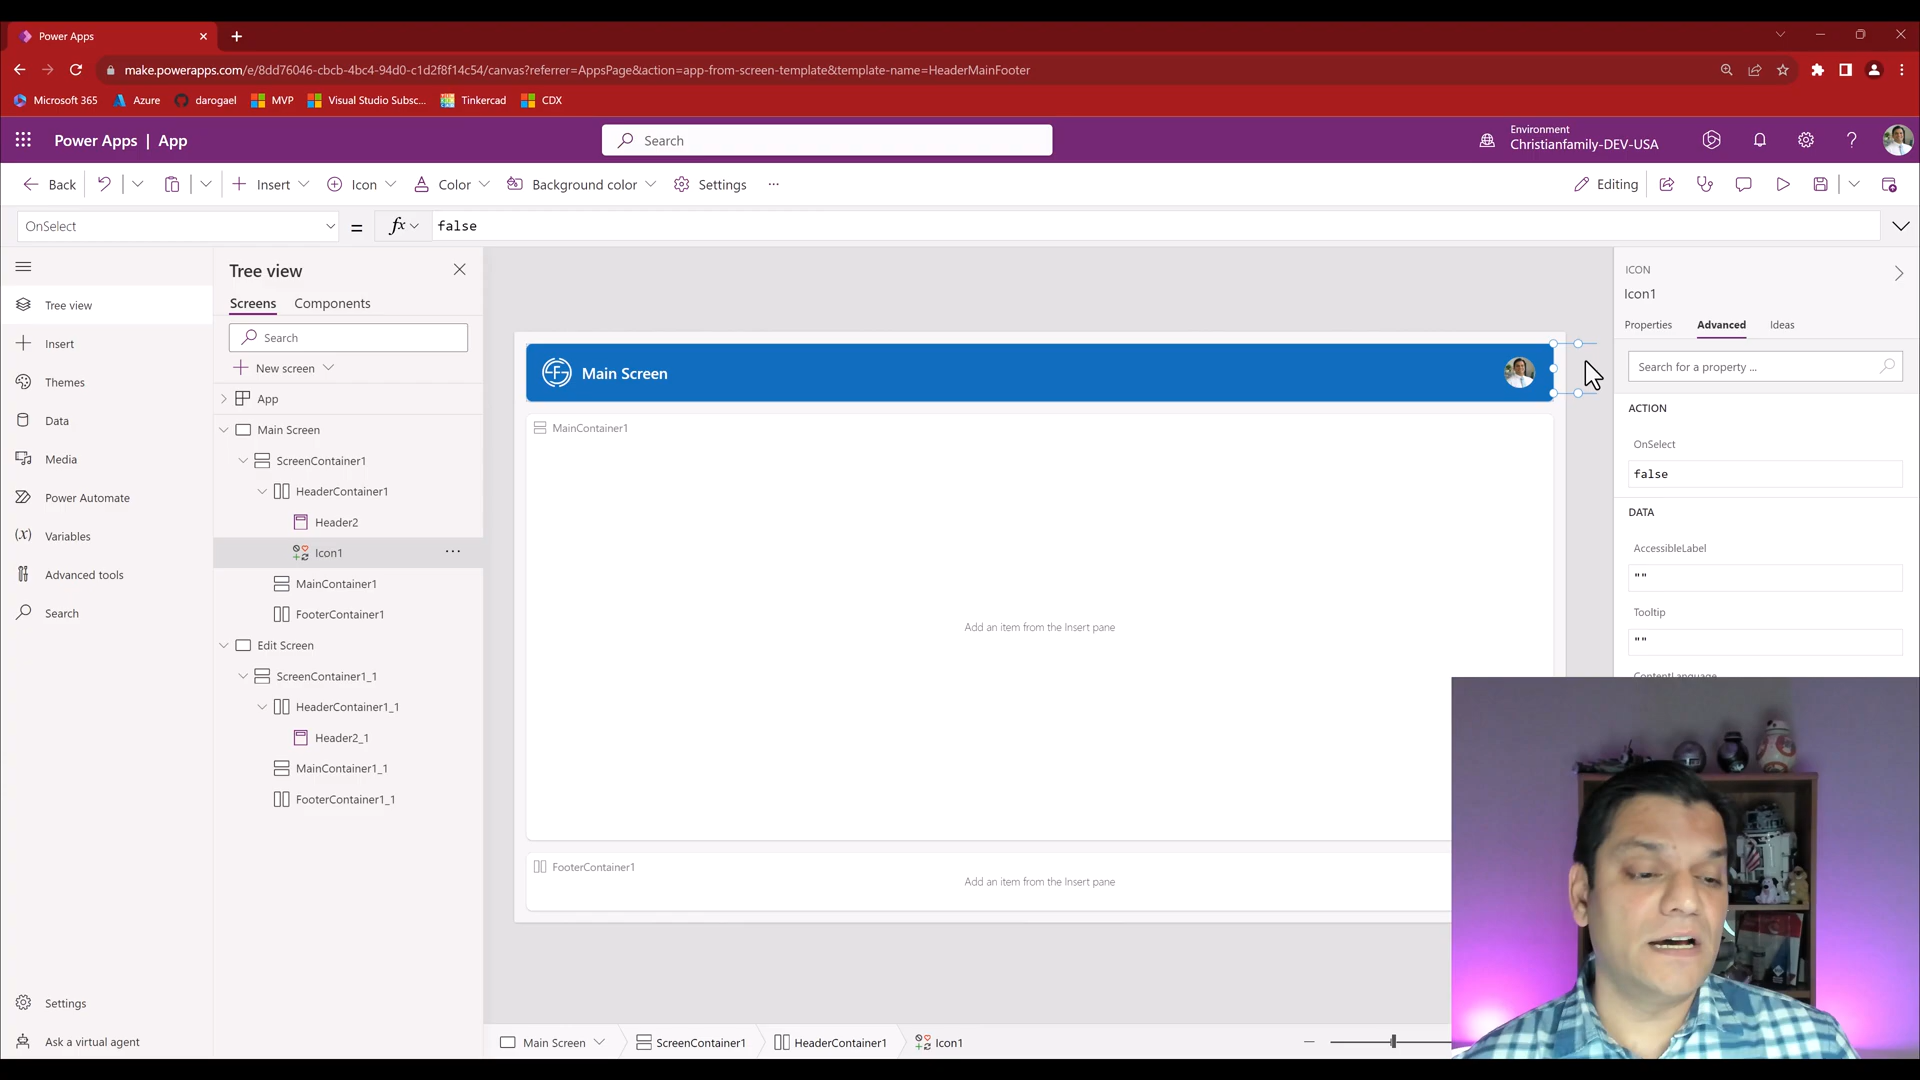 Power Apps
make.powerapps.com/e/8dd76046-cbcb-4bc4-94d0-c1d2f8f14c54/canvas?referrer=AppsPage&action=app-from-screen-template&template-name=HeaderMainFooter
Microsoft 365 Azure darogael MVP Visual Studio Subsc... Tinkercad CDX
Power Apps | App
Search
Environment
Christianfamily-DEV-USA
Back Insert Icon Color Background color Settings ... Editing
OnSelect = fx false
Tree view
Insert
Themes
Data
Media
Power Automate
Variables
Advanced tools
Search
Settings
Ask a virtual agent
Tree view
Screens Components
Search
New screen
App
Main Screen
ScreenContainer1
HeaderContainer1
Header2
Icon1 ...
MainContainer1
FooterContainer1
Edit Screen
ScreenContainer1_1
HeaderContainer1_1
Header2_1
MainContainer1_1
FooterContainer1_1
Main Screen
MainContainer1
Add an item from the Insert pane
FooterContainer1
Add an item from the Insert pane
Main Screen ScreenContainer1 HeaderContainer1 Icon1
ICON
Icon1
Properties Advanced Ideas
Search for a property ...
ACTION
OnSelect
false
DATA
AccessibleLabel
""
Tooltip
""
ContentLanguage